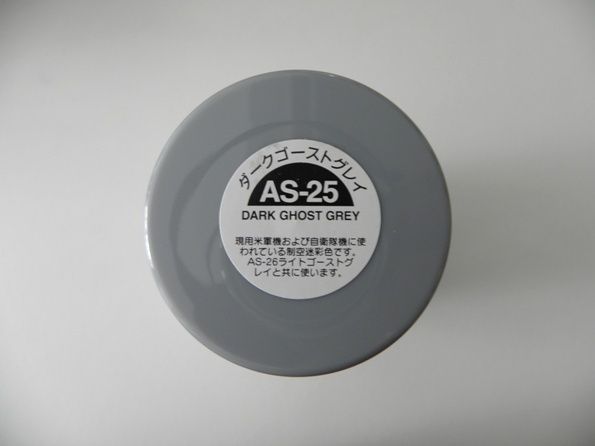 ダークゴーストグレイ
AS-25
DARK GHOST GREY
現用米軍機および自衛隊機に使
われている制空迷彩色です。
AS-26ライトゴーストグ
レイと共に使います。